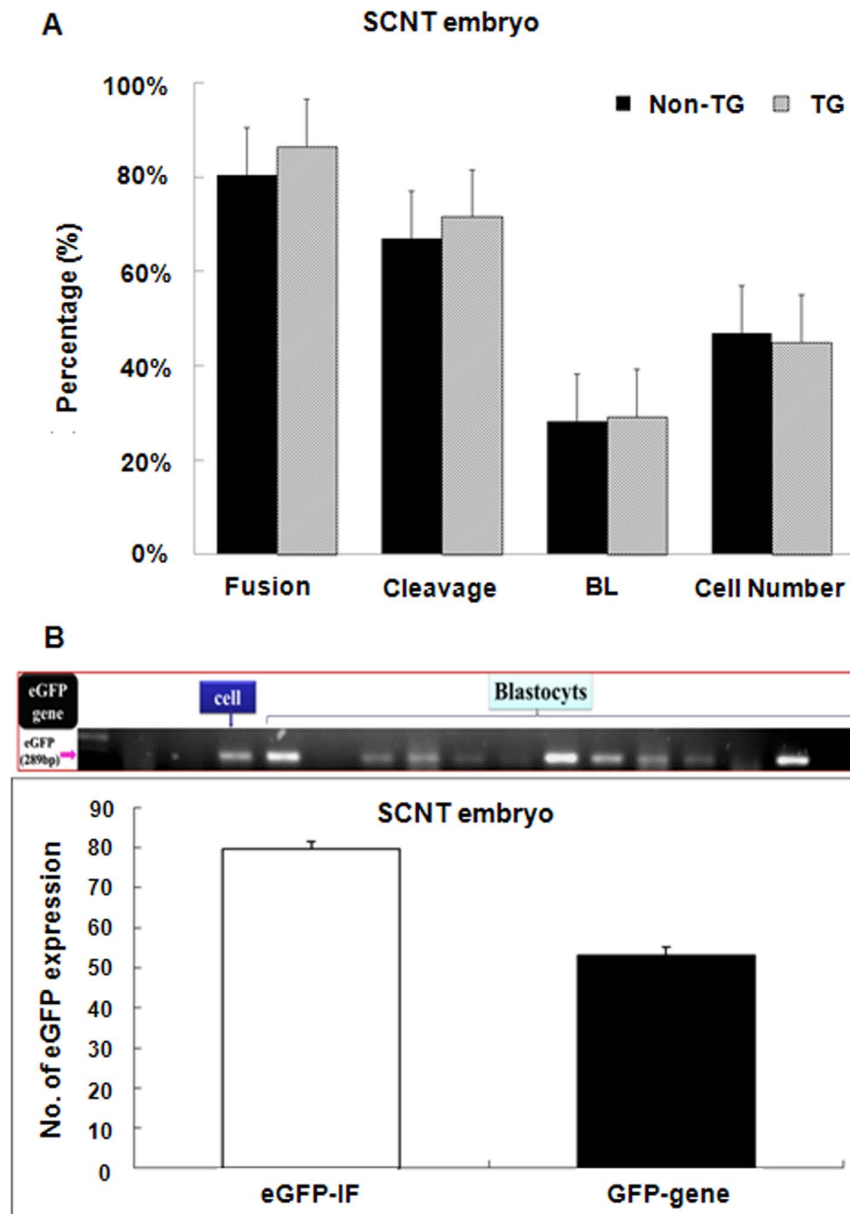 A
SCNT embryo
Non-TG TG
Percentage (%)
100%
80%
60%
40%
20%
0%
Fusion Cleavage BL Cell Number
B
eGFP
gene
cell
Blastocyts
eGFP
(289bp)
SCNT embryo
No. of eGFP expression
90
80
70
60
50
40
30
20
10
0
eGFP-IF GFP-gene